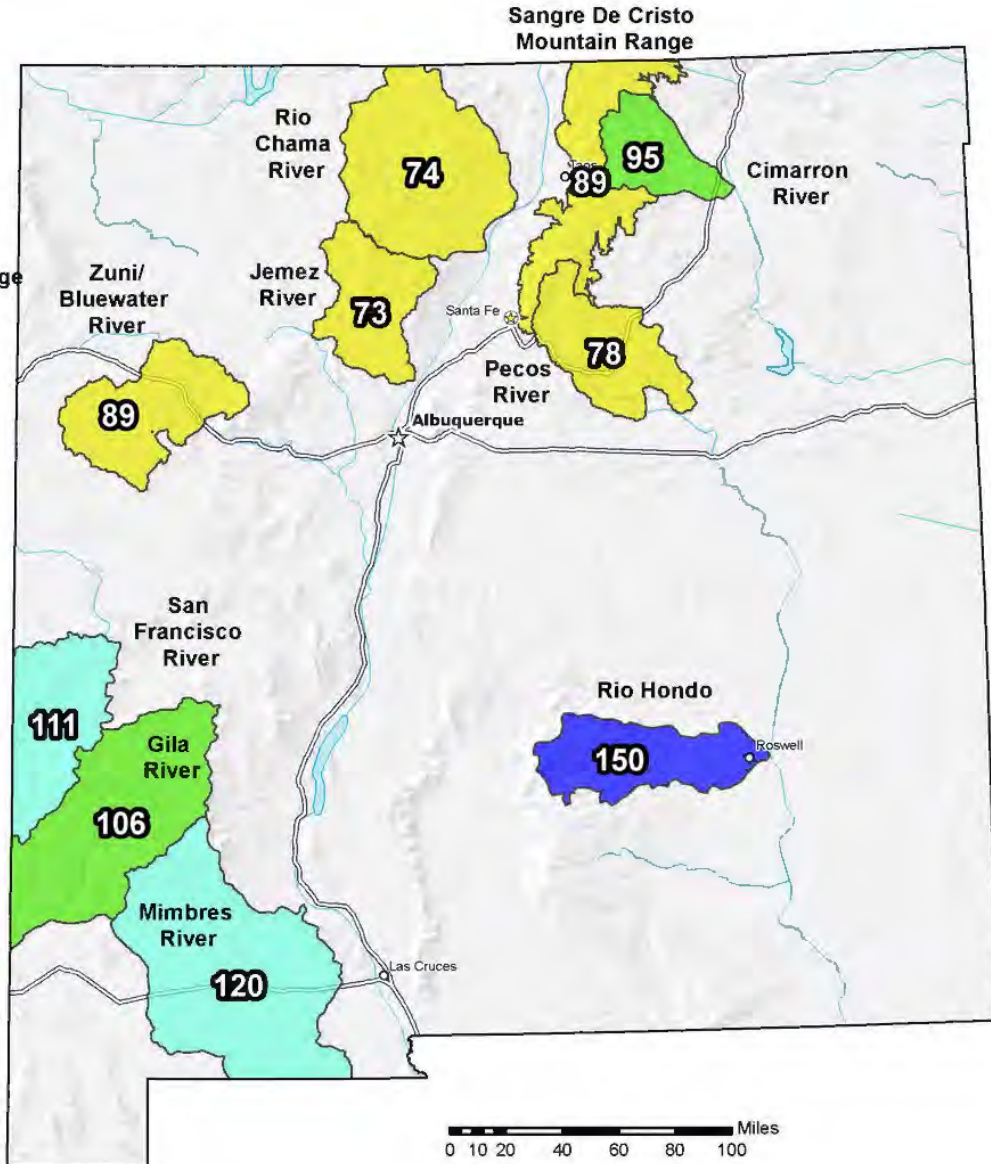 Sangre De Cristo
Mountain Range
Rio
Chama
River
74
95
Taos
89
Cimarron
River
ge
Zuni/
Bluewater
River
Jemez
River
73
Santa Fe
78
Pecos
River
89
Albuquerque
San
Francisco
River
111
Gila
River
106
Rio Hondo
150
Roswell
Mimbres
River
120
Las Cruces
Miles
0 10 20 40 60 80 100